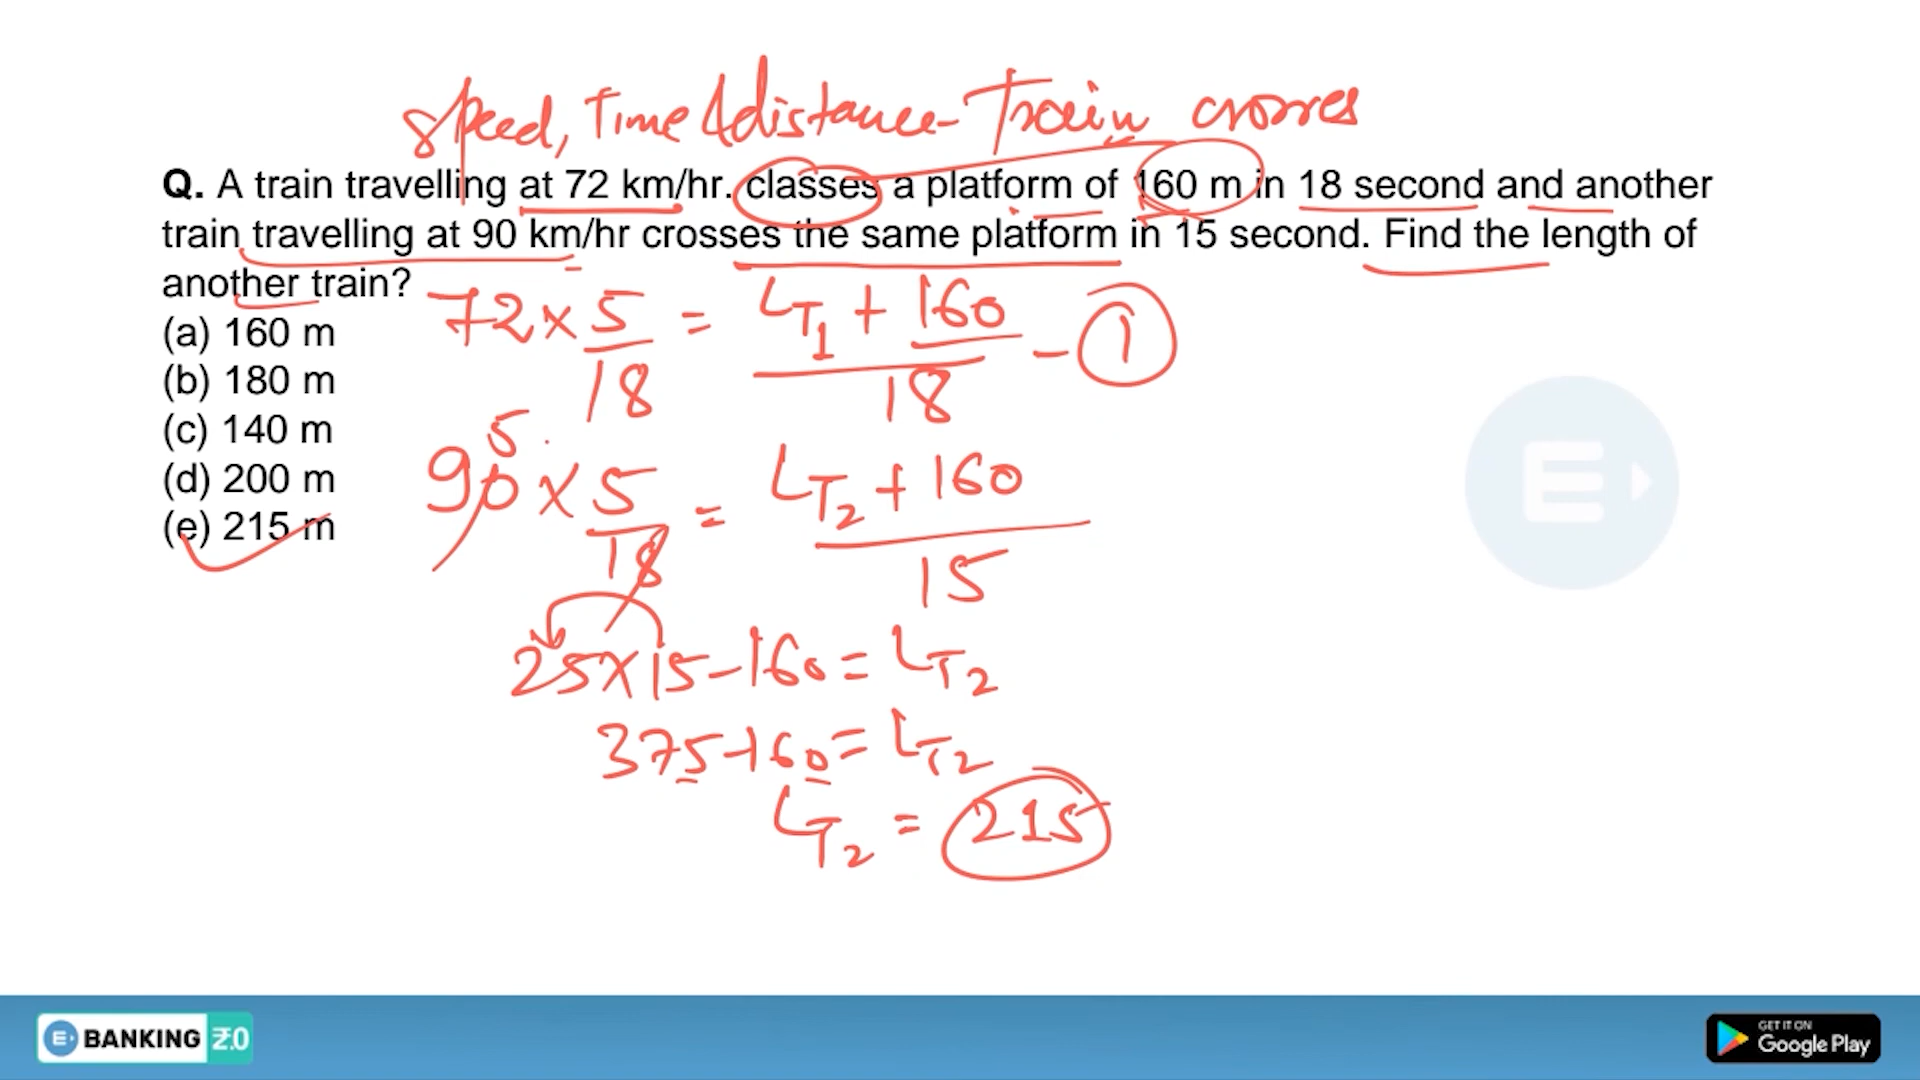 Speed, Time & distance - Train crosses
Q. A train travelling at 72 km/hr. classes a platform of 160 m in 18 second and another
train travelling at 90 km/hr crosses the same platform in 15 second. Find the length of
another train?
(a) 160 m
(b) 180 m
(c) 140 m
(d) 200 m
(e) 215 m
72 × 5/18 = LT1 + 160/18 - 1
5
90 × 5/18 = LT2 + 160/15
25 × 15 - 160 = LT2
375 - 160 = LT2
LT2 = 215
E
E BANKING 2.0
GET IT ON
Google Play